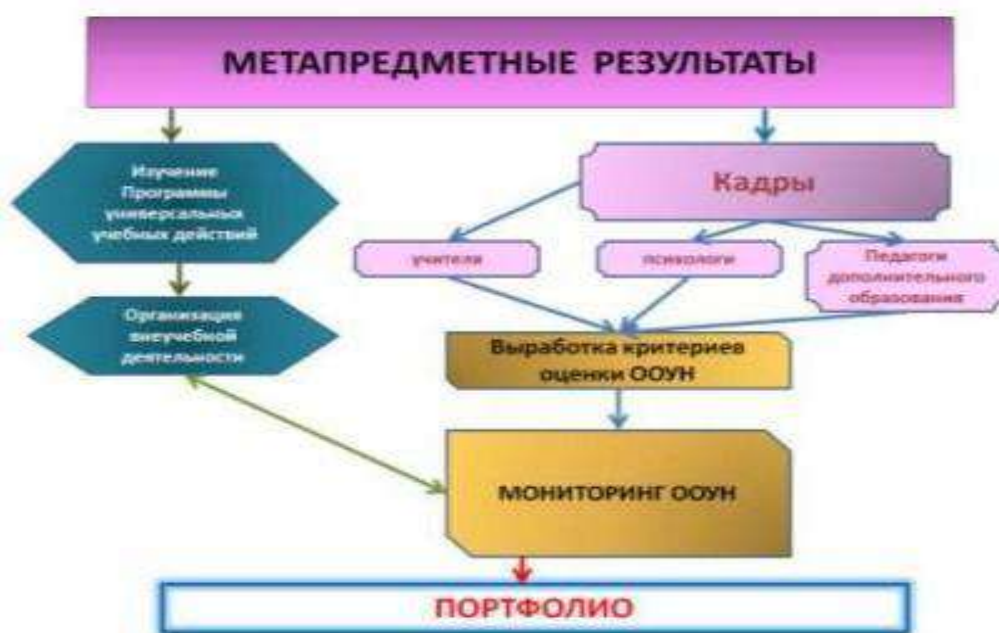 МЕТАПРЕДМЕТНЫЕ РЕЗУЛЬТАТЫ
Изучение
Программы
универсальных
учебных действий
Кадры
учителя
психологи
Педагоги
дополнительного
образования
Организация
внеучебной
деятельности
Выработка критериев
оценки ООУН
МОНИТОРИНГ ООУН
ПОРТФОЛИО